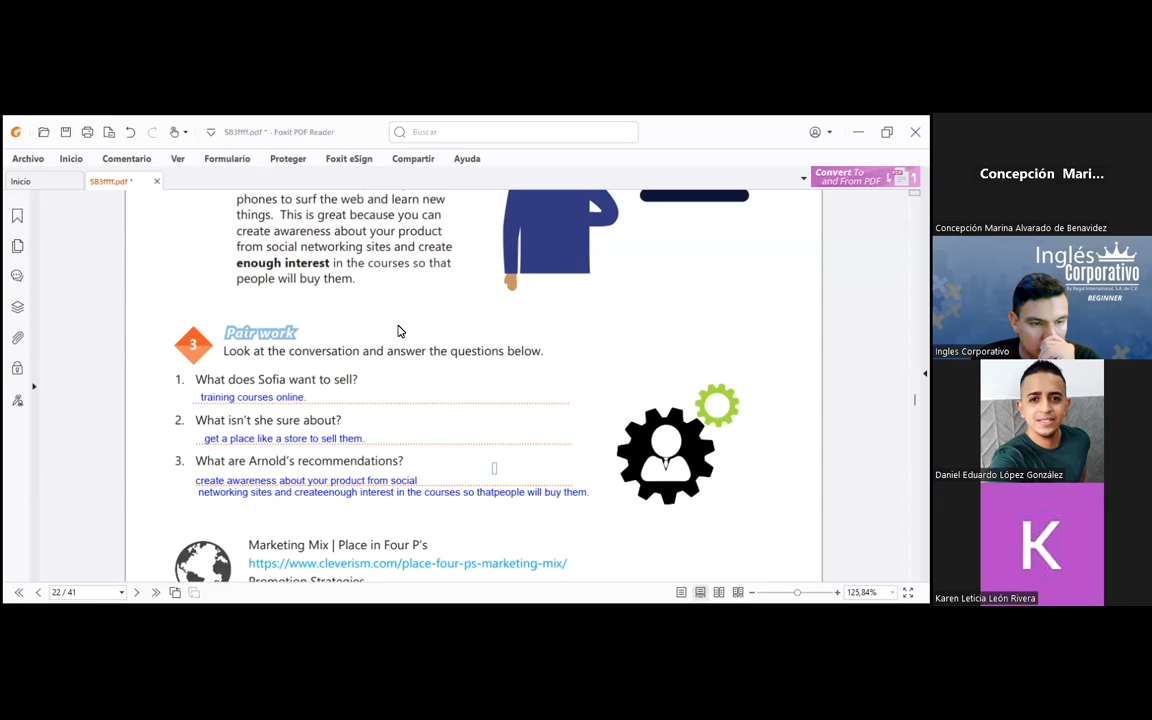 SB3ffff.pdf * - Foxit PDF Reader
Buscar
Archivo Inicio Comentario Ver Formulario Proteger Foxit eSign Compartir Ayuda
Inicio
SB3ffff.pdf *
Convert To
and From PDF
phones to surf the web and learn new
things. This is great because you can
create awareness about your product
from social networking sites and create
enough interest in the courses so that
people will buy them.
3
Pair work
Look at the conversation and answer the questions below.
1. What does Sofia want to sell?
training courses online.
2. What isn't she sure about?
get a place like a store to sell them.
3. What are Arnold's recommendations?
create awareness about your product from social
networking sites and createenough interest in the courses so thatpeople will buy them.
Marketing Mix | Place in Four P's
https://www.cleverism.com/place-four-ps-marketing-mix/
Promotion Strategies
22 / 41
125,84%
Concepción Mari...
Concepción Marina Alvarado de Benavidez
Inglés
Corporativo
By Regal International, S.A. de C.V.
BEGINNER
Ingles Corporativo
Daniel Eduardo López González
K
Karen Leticia León Rivera